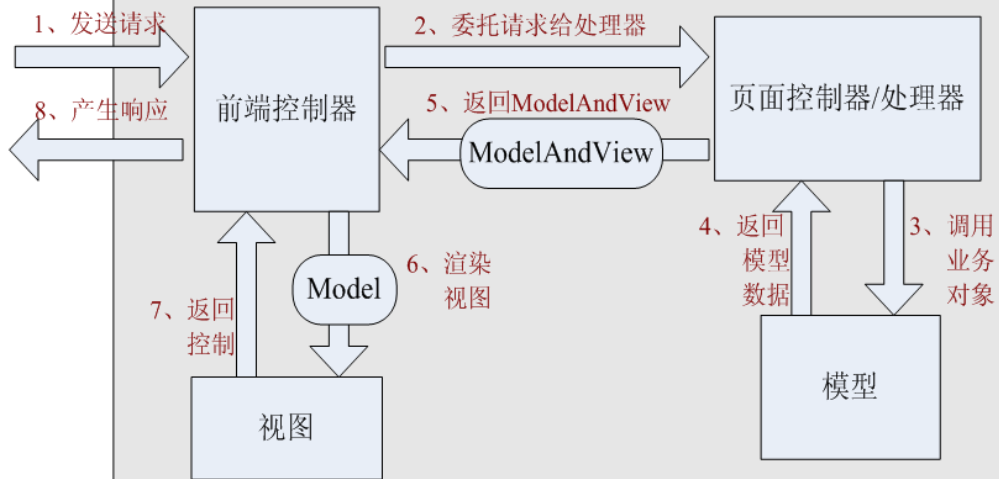 1、发送请求
2、委托请求给处理器
8、产生响应
前端控制器
5、返回ModelAndView
ModelAndView
页面控制器/处理器
4、返回
模型
数据
3、调用
业务
对象
6、渲染
视图
Model
7、返回
控制
视图
模型